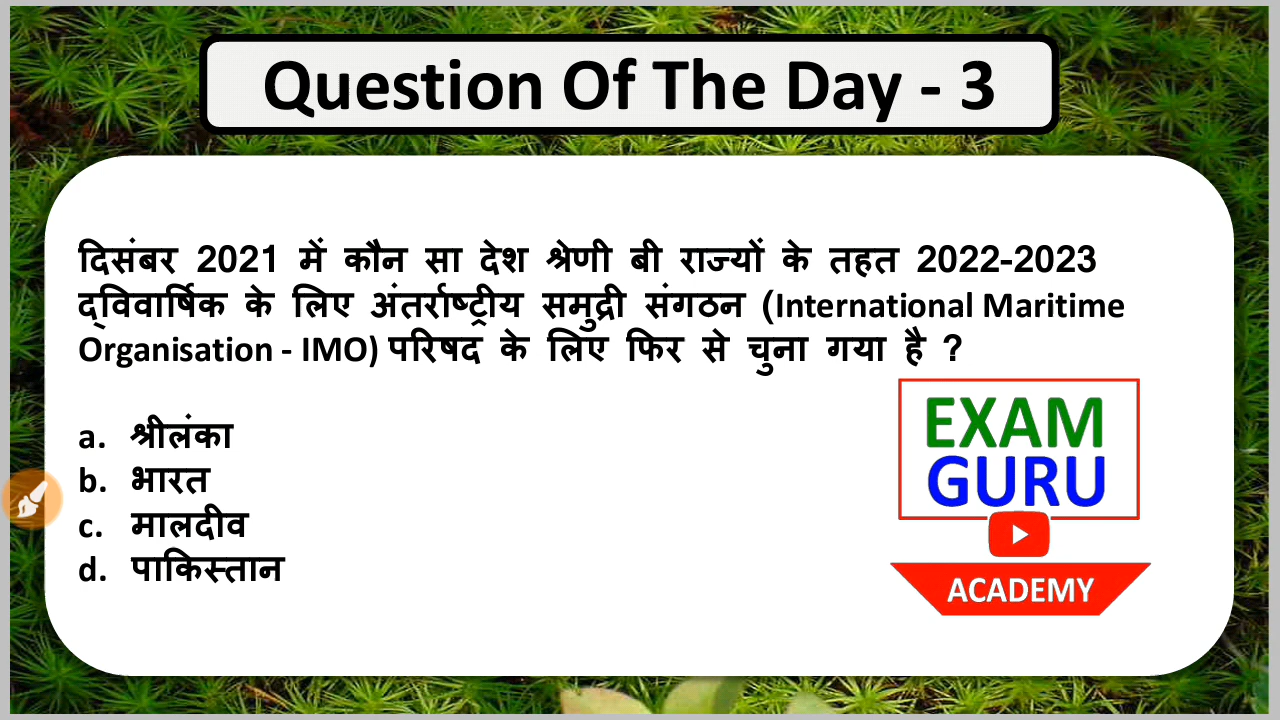 Question Of The Day - 3
दिसंबर 2021 में कौन सा देश श्रेणी बी राज्यों के तहत 2022-2023
द्विवार्षिक के लिए अंतर्राष्ट्रीय समुद्री संगठन (International Maritime
Organisation - IMO) परिषद के लिए फिर से चुना गया है ?
a. श्रीलंका
b. भारत
c. मालदीव
d. पाकिस्तान
EXAM
GURU
ACADEMY